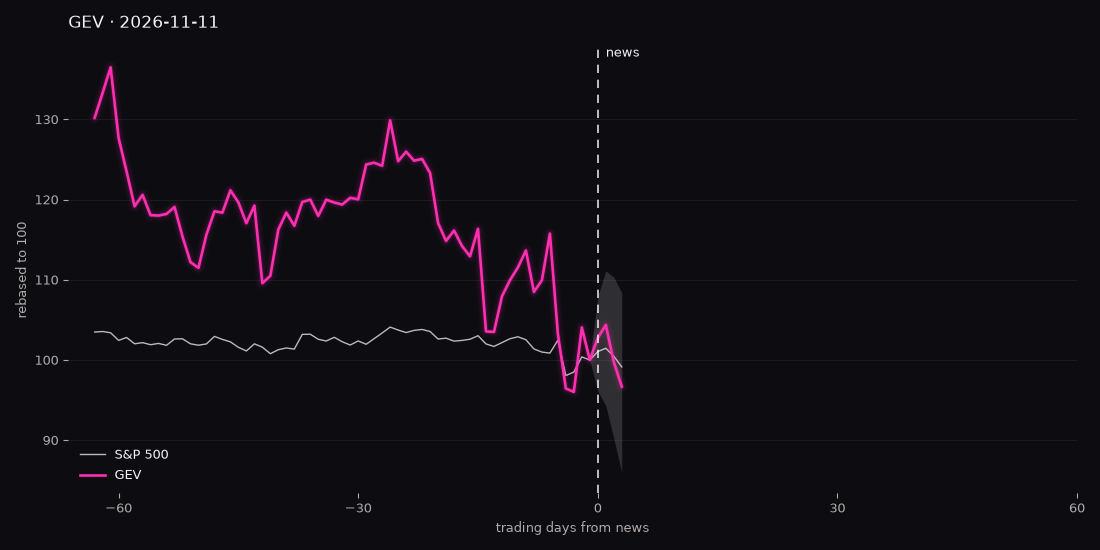 GEV · 2026-11-11
news
130
120
110
100
90
rebased to 100
S&P 500
GEV
−60
−30
0
30
60
trading days from news